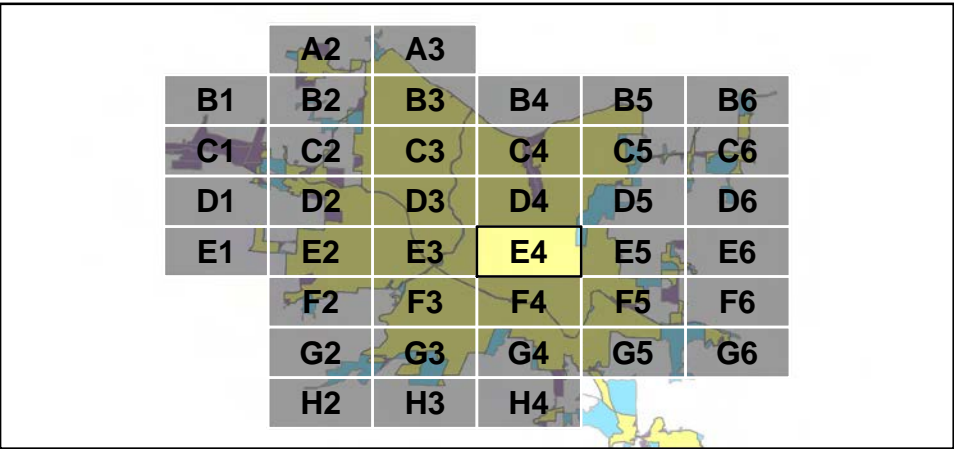 A2 A3
B1 B2 B3 B4 B5 B6
C1 C2 C3 C4 C5 C6
D1 D2 D3 D4 D5 D6
E1 E2 E3 E4 E5 E6
F2 F3 F4 F5 F6
G2 G3 G4 G5 G6
H2 H3 H4